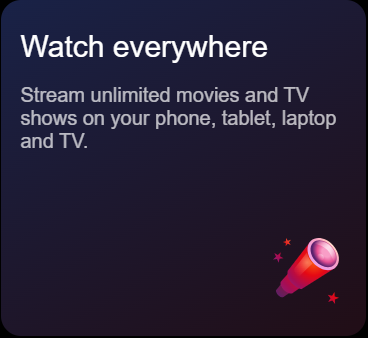 Watch everywhere
Stream unlimited movies and TV
shows on your phone, tablet, laptop
and TV.